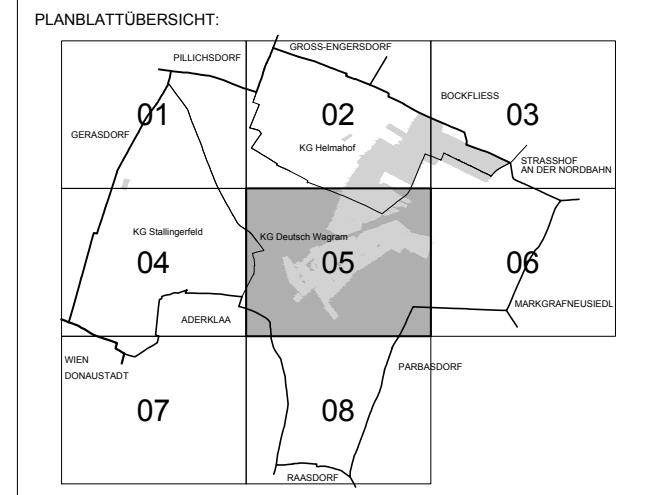 PLANBLATTÜBERSICHT:
PILLICHSDORF
GROSS-ENGERSDORF
BOCKFLIESS
01
02
03
GERASDORF
KG Helmahof
STRASSHOF
AN DER NORDBAHN
KG Stallingerfeld
KG Deutsch Wagram
04
05
06
ADERKLAA
MARKGRAFNEUSIEDL
WIEN
DONAUSTADT
PARBASDORF
07
08
RAASDORF